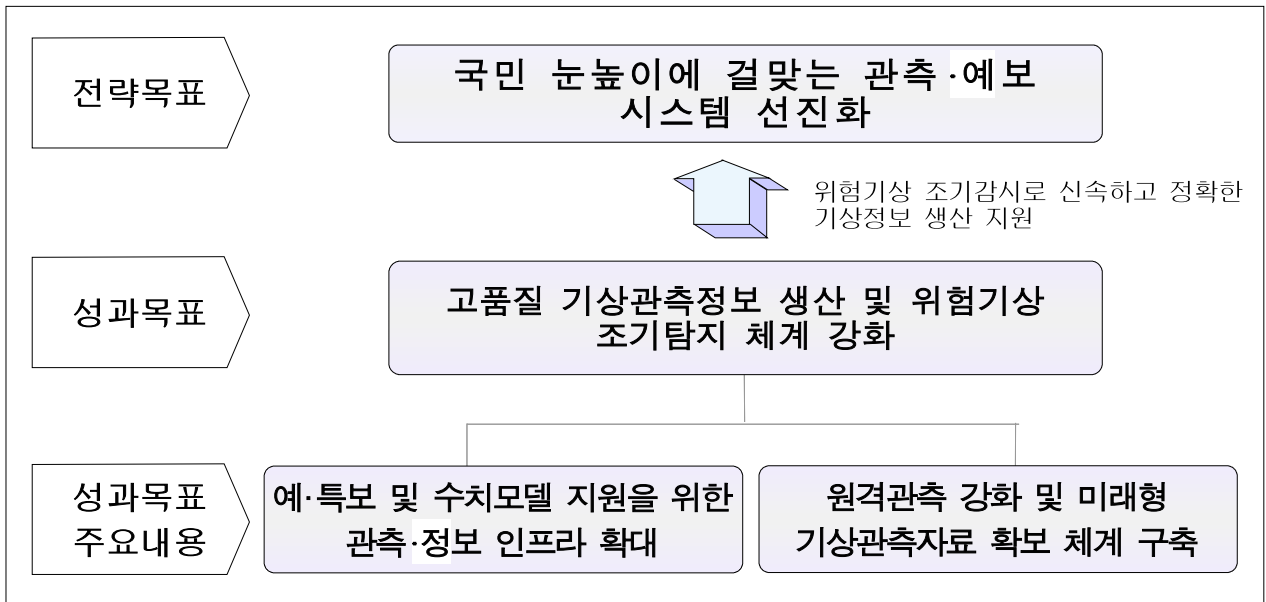 전략목표
국민 눈높이에 걸맞는 관측·예보
시스템 선진화
위험기상 조기감시로 신속하고 정확한
기상정보 생산 지원
성과목표
고품질 기상관측정보 생산 및 위험기상
조기탐지 체계 강화
성과목표
주요내용
예·특보 및 수치모델 지원을 위한
관측·정보 인프라 확대
원격관측 강화 및 미래형
기상관측자료 확보 체계 구축